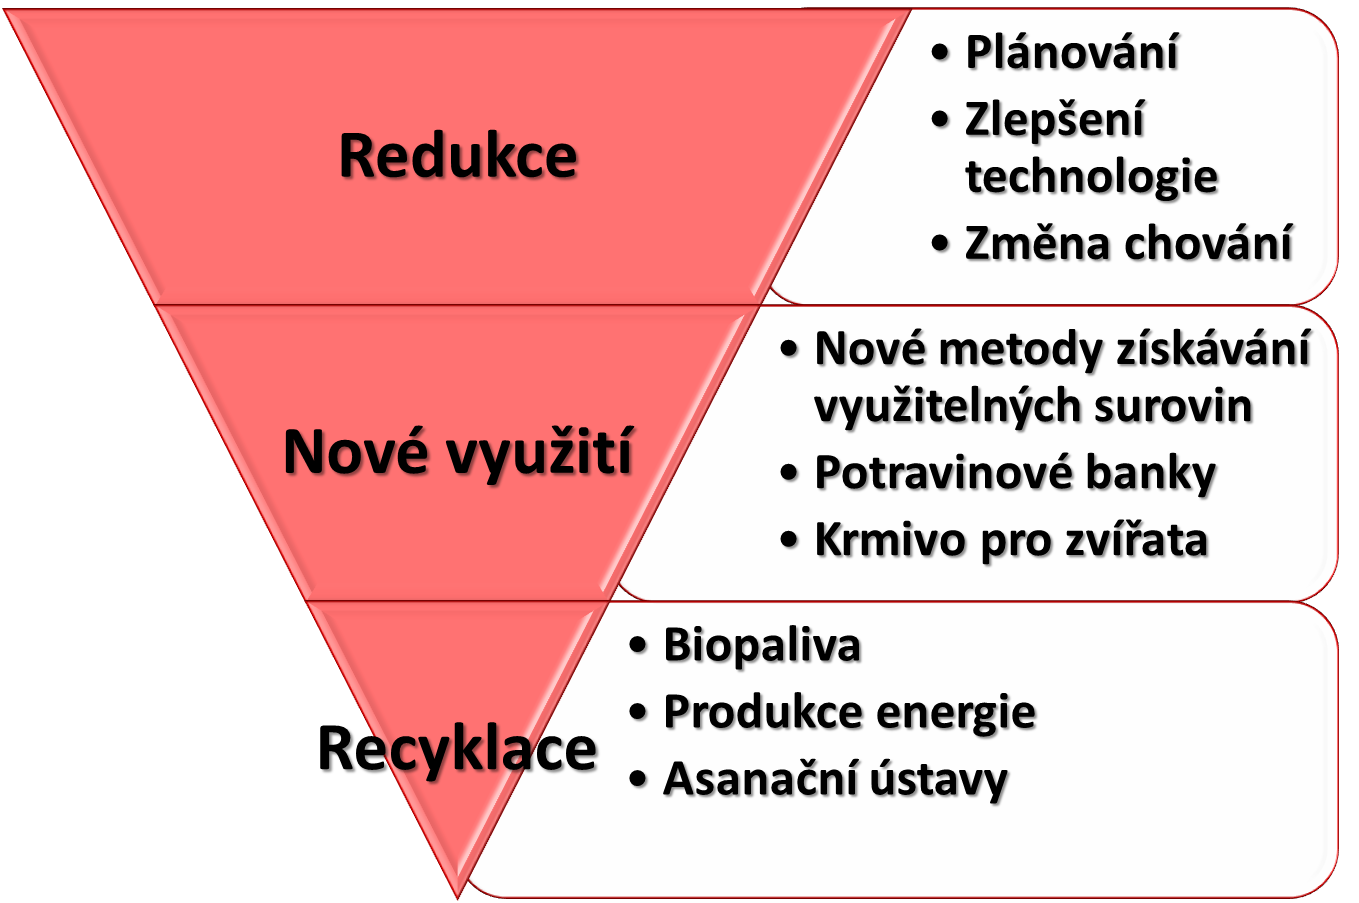 Redukce
• Plánování
• Zlepšení
technologie
• Změna chování
Nové využití
• Nové metody získávání
využitelných surovin
• Potravinové banky
• Krmivo pro zvířata
Recyklace
• Biopaliva
• Produkce energie
• Asanační ústavy